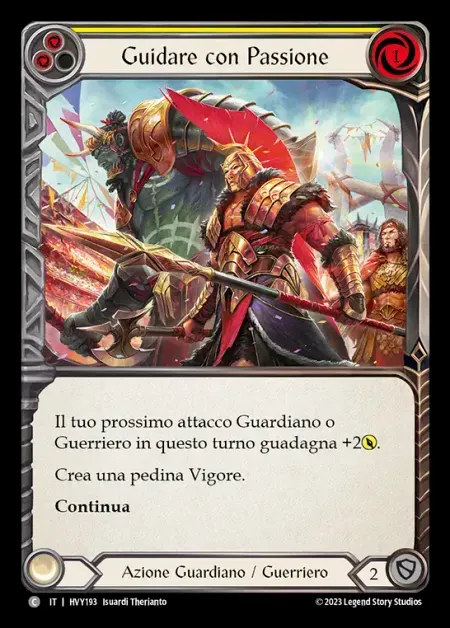 1
Guidare con Passione
Il tuo prossimo attacco Guardiano o
Guerriero in questo turno guadagna +2.
Crea una pedina Vigore.
Continua
Azione Guardiano / Guerriero
2
C IT | HVY193 Isuardi Therianto
© 2023 Legend Story Studios